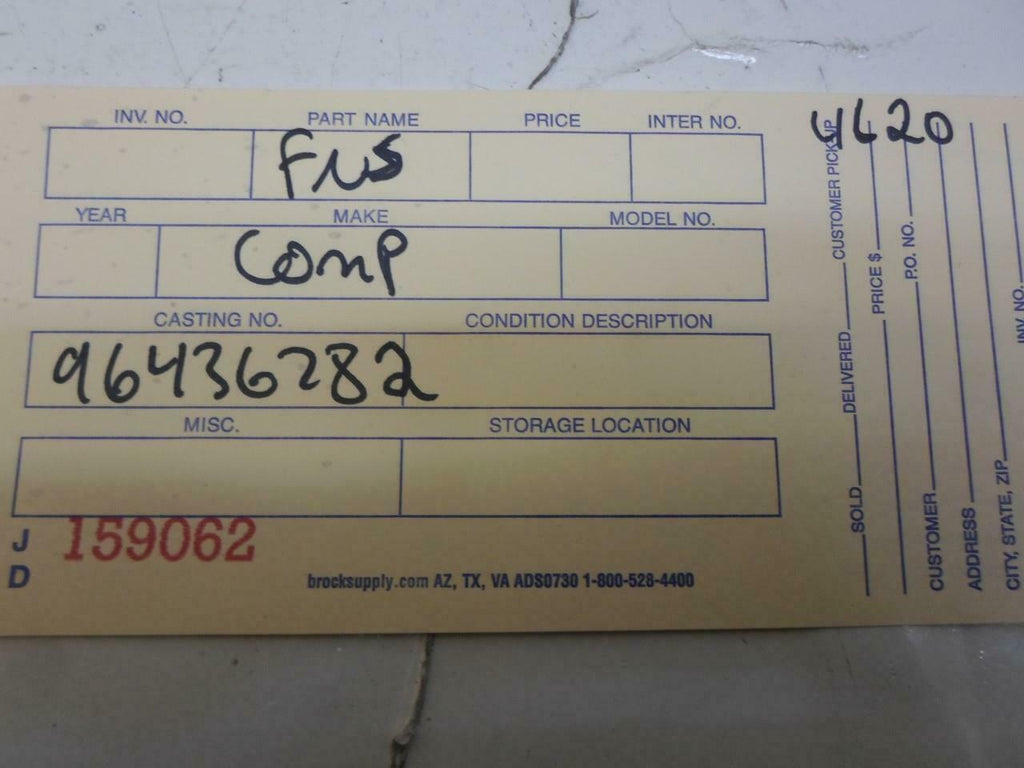 INV. NO. PART NAME PRICE INTER NO.
FNS
YEAR MAKE MODEL NO.
COMP
CASTING NO. CONDITION DESCRIPTION
96436282
MISC. STORAGE LOCATION
J D 159062
brocksupply.com AZ, TX, VA ADS0730 1-800-528-4400
4620
SOLD DELIVERED CUSTOMER PICKUP
PRICE $
CUSTOMER P.O. NO.
ADDRESS
CITY, STATE, ZIP INV NO.